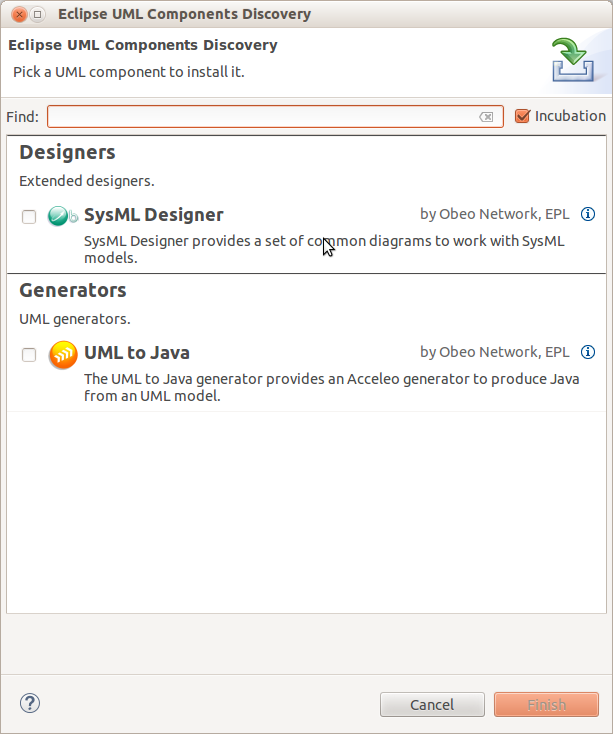 Eclipse UML Components Discovery
Eclipse UML Components Discovery
Pick a UML component to install it.
Find:
Incubation
Designers
Extended designers.
SysML Designer
by Obeo Network, EPL
SysML Designer provides a set of common diagrams to work with SysML
models.
Generators
UML generators.
UML to Java
by Obeo Network, EPL
The UML to Java generator provides an Acceleo generator to produce Java
from an UML model.
Cancel
Finish